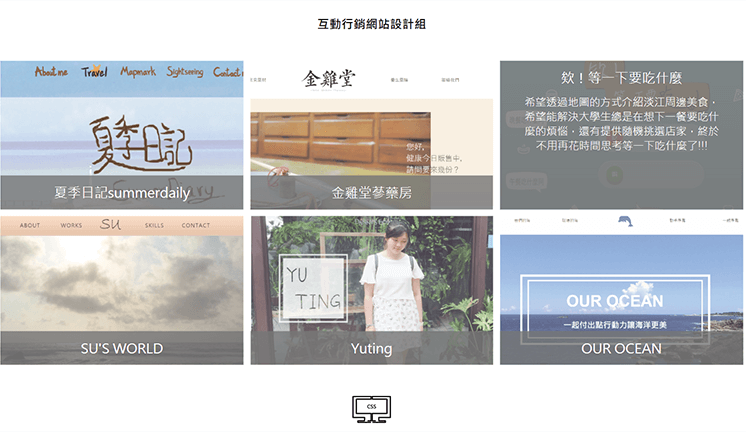 互動行銷網站設計組
About me Travel Mapmark Sightseeing Contact
夏季日記
夏季日記summerdaily
金雞堂
您好,
健康今日販售中,
請問要來幾份?
金雞堂蔘藥房
欸！等一下要吃什麼
希望透過地圖的方式介紹淡江周邊美食，
希望能解決大學生總是在想下一餐要吃什
麼的煩惱，還有提供隨機挑選店家，終於
不用再花時間思考等一下吃什麼了!!!
ABOUT WORKS SU SKILLS CONTACT
SU'S WORLD
YU
TING
Yuting
OUR OCEAN
一起付出點行動力讓海洋更美
OUR OCEAN
CSS